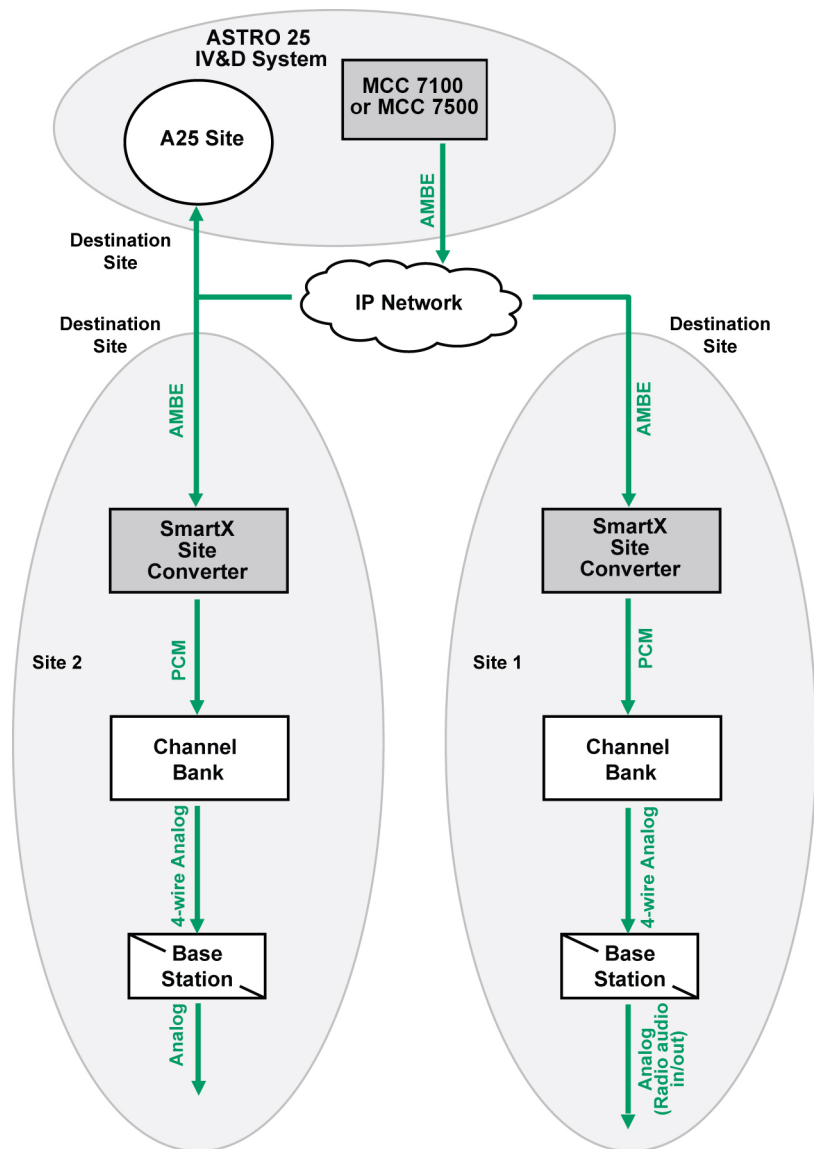 ASTRO 25
IV&D System
MCC 7100
or MCC 7500
A25 Site
AMBE
Destination
Site
IP Network
Destination
Site
Destination
Site
AMBE
AMBE
SmartX
Site
Converter
SmartX
Site
Converter
Site 2
PCM
Site 1
PCM
Channel
Bank
Channel
Bank
4-wire Analog
4-wire Analog
Base
Station
Base
Station
Analog
Analog
(Radio audio
in/out)